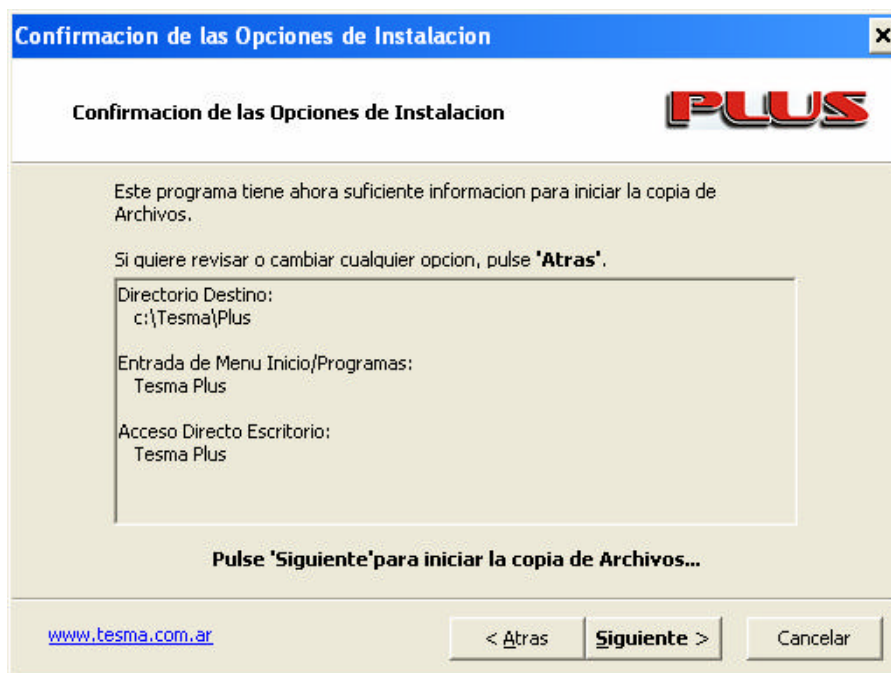 Confirmacion de las Opciones de Instalacion
Confirmacion de las Opciones de Instalacion
PLUS
Este programa tiene ahora suficiente informacion para iniciar la copia de
Archivos.
Si quiere revisar o cambiar cualquier opcion, pulse 'Atras'.
Directorio Destino:
c:\Tesma\Plus
Entrada de Menu Inicio/Programas:
Tesma Plus
Acceso Directo Escritorio:
Tesma Plus
Pulse 'Siguiente'para iniciar la copia de Archivos...
www.tesma.com.ar
< Atras
Siguiente >
Cancelar